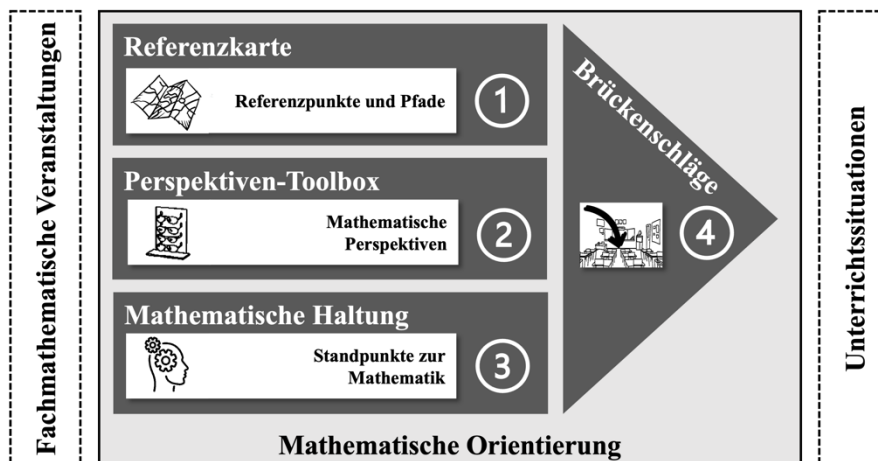 Fachmathematische Veranstaltungen
Referenzkarte
Referenzpunkte und Pfade
1
Perspektiven-Toolbox
Mathematische
Perspektiven
2
Mathematische Haltung
Standpunkte zur
Mathematik
3
Brückenschläge
4
Mathematische Orientierung
Unterrichtssituationen